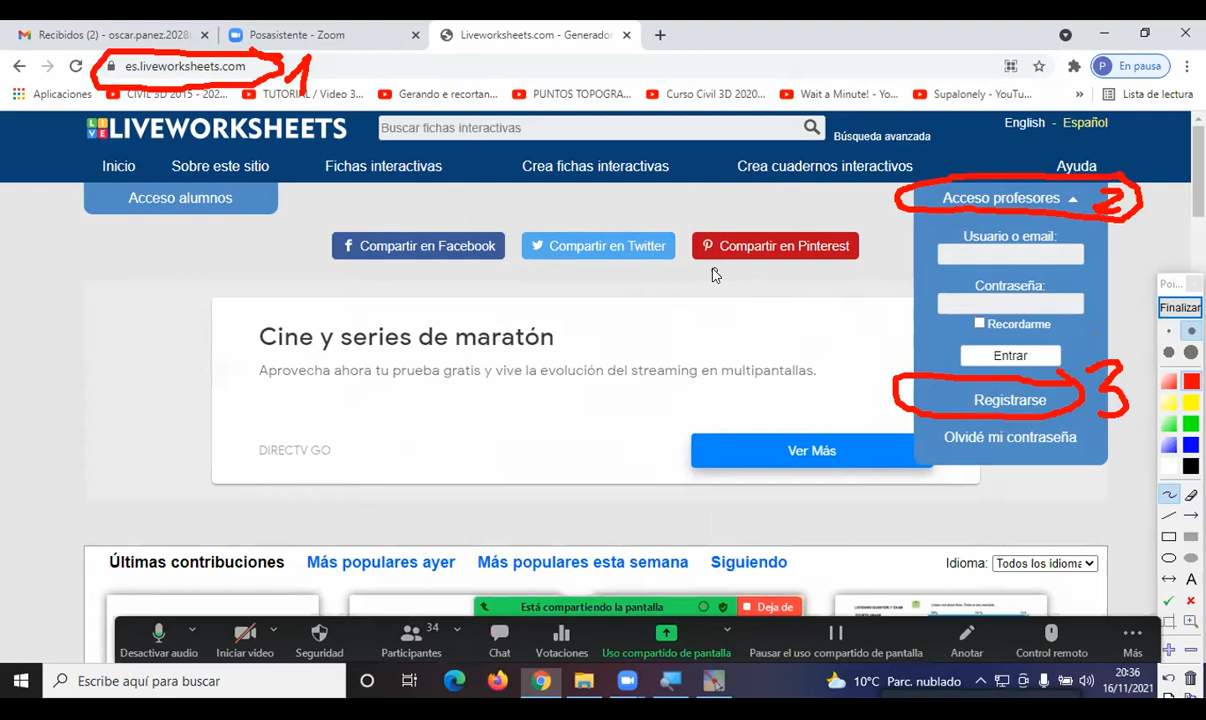 Recibidos (2) - oscar.panez.2028
Posasistente - Zoom
Liveworksheets.com - Generador
es.liveworksheets.com
1
En pausa
P
Aplicaciones
CIVIL 3D 2015 - 202...
TUTORIAL / Video 3...
Gerando e recortan...
PUNTOS TOPOGRA...
Curso Civil 3D 2020...
Wait a Minute! - Yo...
Supalonely - YouTu...
»
Lista de lectura
LIVE LIVEWORKSHEETS
Buscar fichas interactivas
Búsqueda avanzada
English - Español
Inicio
Sobre este sitio
Fichas interactivas
Crea fichas interactivas
Crea cuadernos interactivos
Ayuda
Acceso alumnos
Acceso profesores
2
Compartir en Facebook
Compartir en Twitter
Compartir en Pinterest
Usuario o email:
Contraseña:
Recordarme
Entrar
Registrarse
3
Olvidé mi contraseña
Cine y series de maratón
Aprovecha ahora tu prueba gratis y vive la evolución del streaming en multipantallas.
DIRECTV GO
Ver Más
Poi...
Finalizar
A
Últimas contribuciones
Más populares ayer
Más populares esta semana
Siguiendo
Idioma:
Todos los idioma
Está compartiendo la pantalla
Deja de
Desactivar audio
Iniciar video
Seguridad
34
Participantes
Chat
Votaciones
Uso compartido de pantalla
Pausar el uso compartido de pantalla
Anotar
Control remoto
Más
Escribe aquí para buscar
10°C Parc. nublado
20:36
16/11/2021